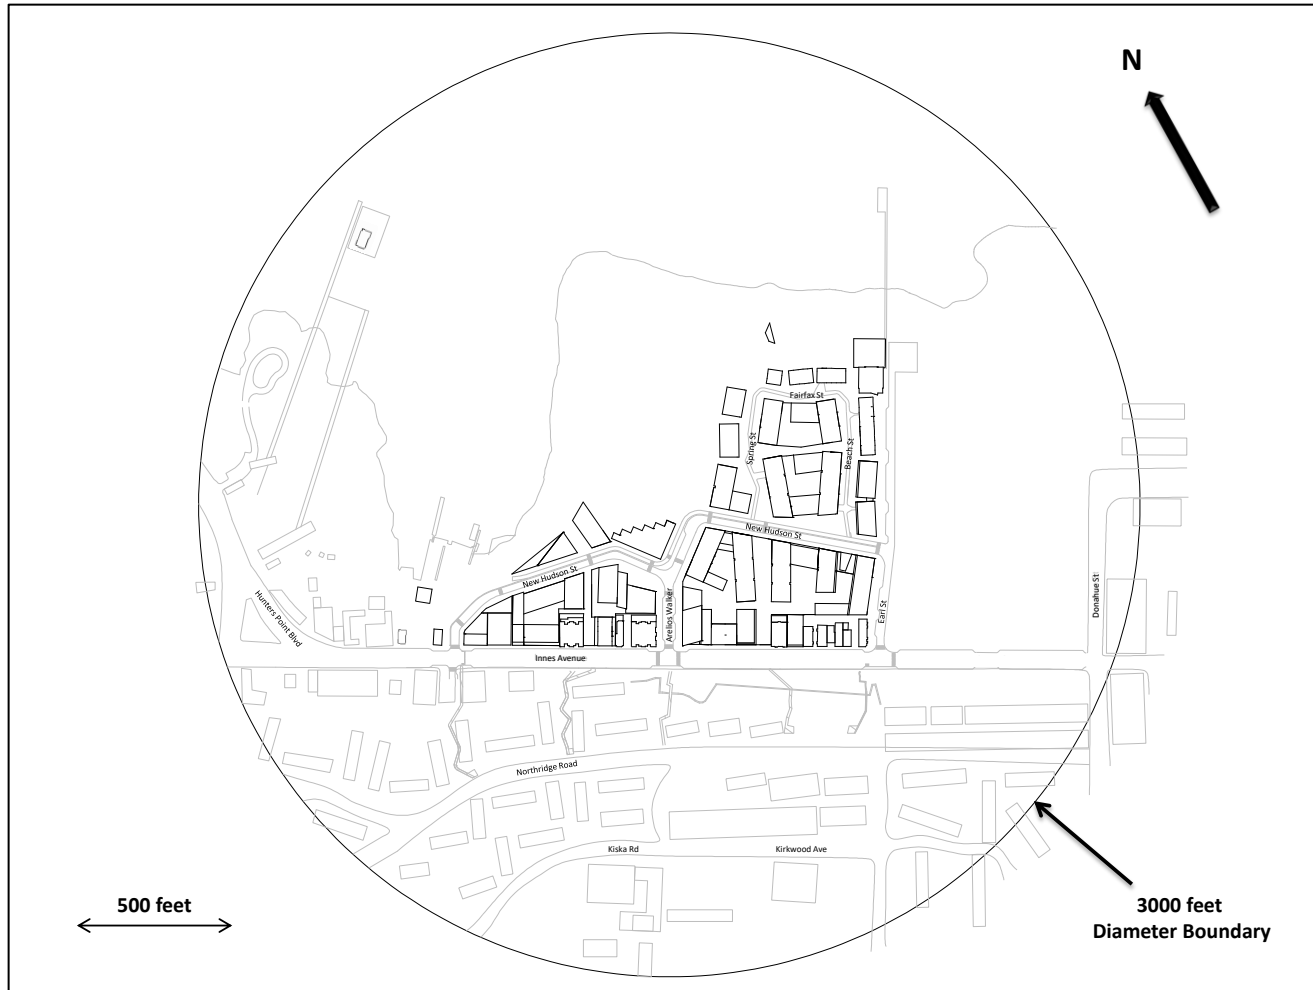 N
Fairfax St
Spring St
Beach St
New Hudson St
New Hudson St
Hunters Point Blvd
Arelios Walker
Earl St
Donahue St
Innes Avenue
Northridge Road
Kiska Rd
Kirkwood Ave
500 feet
3000 feet
Diameter Boundary